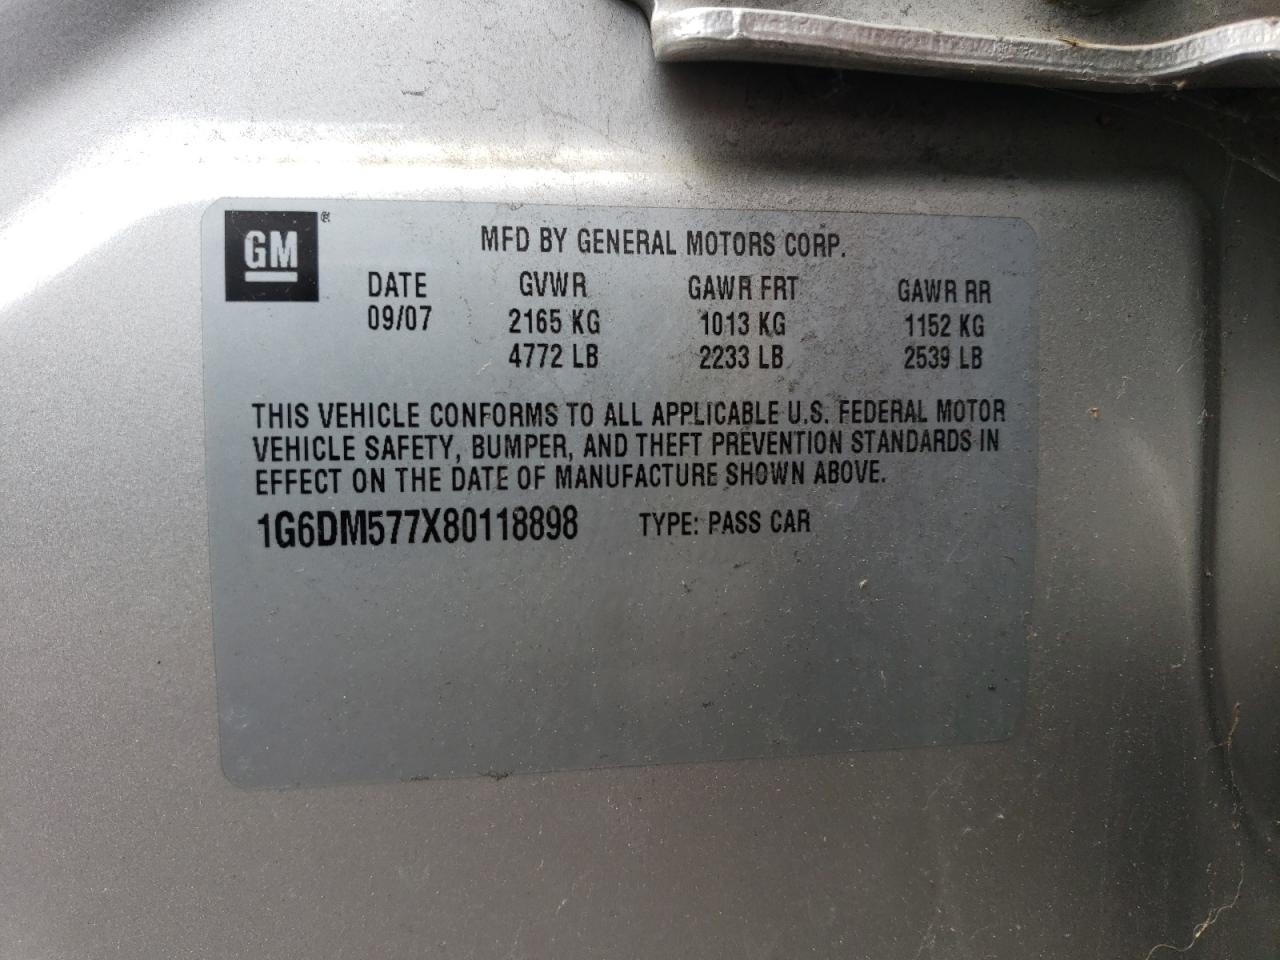 GM®
MFD BY GENERAL MOTORS CORP.
DATE GVWR GAWR FRT GAWR RR
09/07 2165 KG 1013 KG 1152 KG
4772 LB 2233 LB 2539 LB
THIS VEHICLE CONFORMS TO ALL APPLICABLE U.S. FEDERAL MOTOR
VEHICLE SAFETY, BUMPER, AND THEFT PREVENTION STANDARDS IN
EFFECT ON THE DATE OF MANUFACTURE SHOWN ABOVE.
1G6DM577X80118898 TYPE: PASS CAR